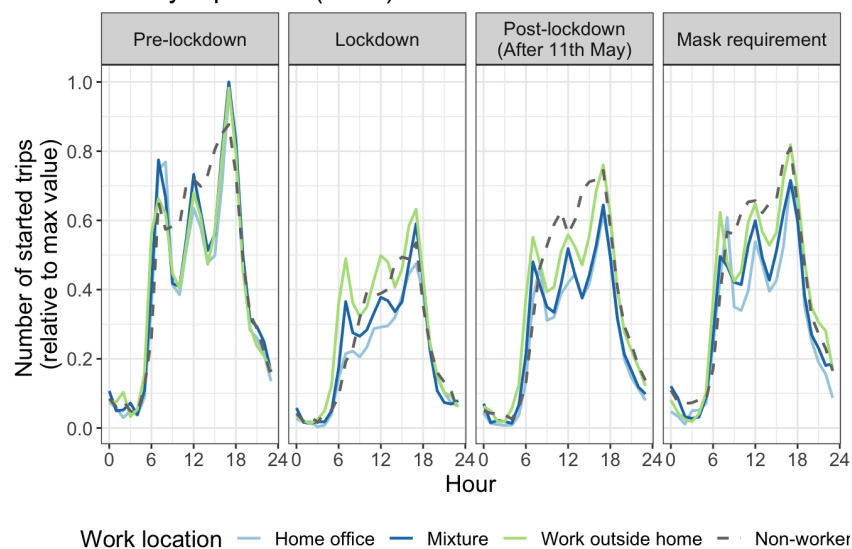 Pre-lockdown
Lockdown
Post-lockdown
(After 11th May)
Mask requirement
Number of started trips
(relative to max value)
1.0
0.8
0.6
0.4
0.2
0.0
0 6 12 18 24 0 6 12 18 24 0 6 12 18 24 0 6 12 18 24
Hour
Work location Home office Mixture Work outside home Non-worker